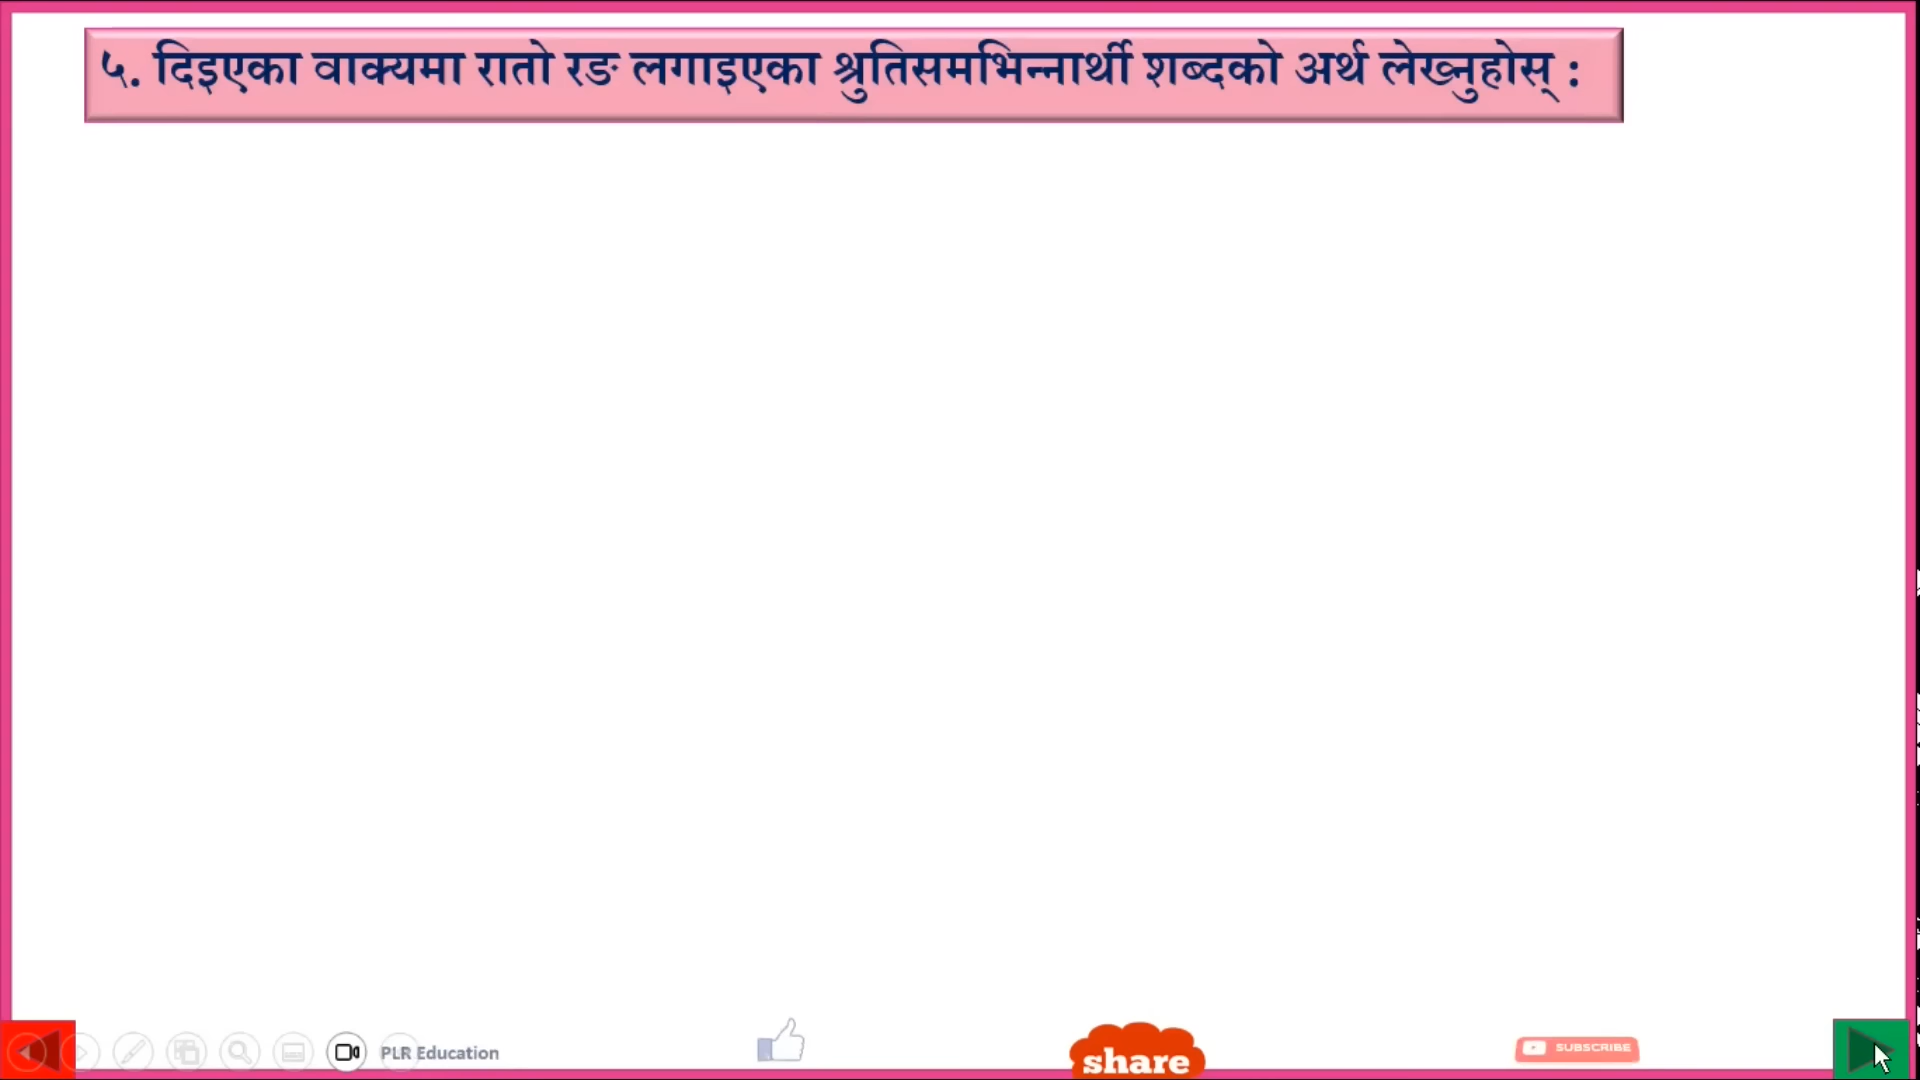 ५. दिइएका वाक्यमा रातो रङ लगाइएका श्रुतिसमभिन्नार्थी शब्दको अर्थ लेख्नुहोस् :
PLR Education
share
SUBSCRIBE